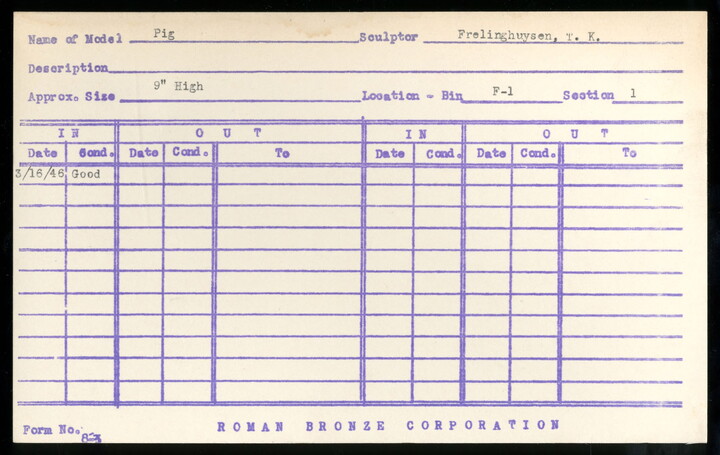 Name of Model Pig Sculptor Frelinghuysen, T. K.
Description
Approx. Size 9" High Location - Bin F-1 Section 1
IN OUT IN OUT
Date Cond. Date Cond. To Date Cond. Date Cond. To
3/16/46 Good
Form No. 823 ROMAN BRONZE CORPORATION